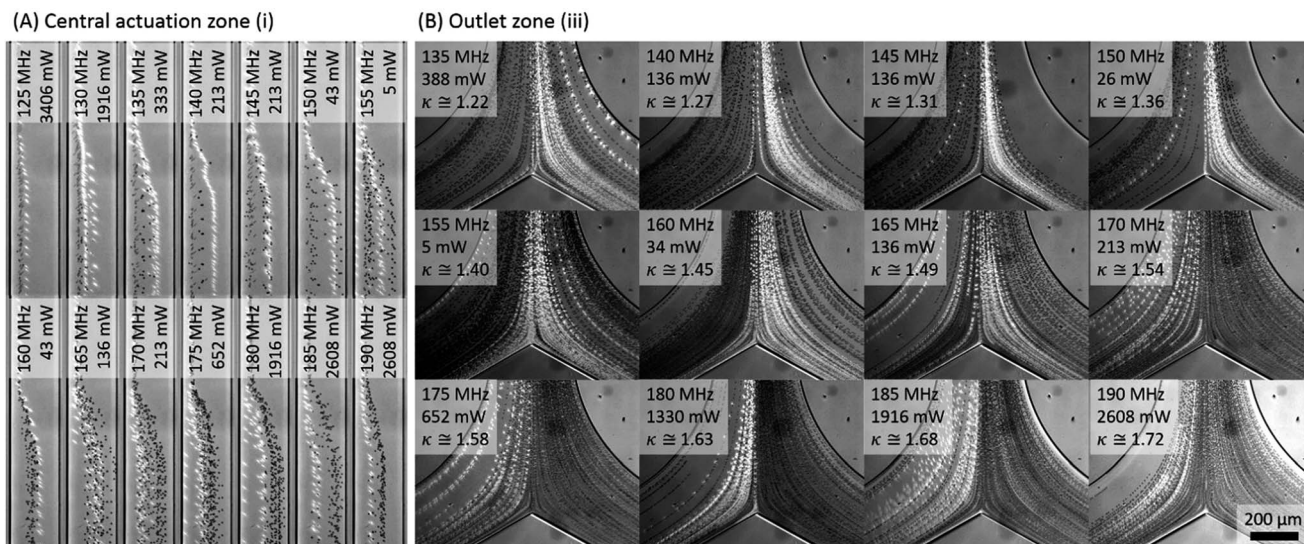 (A) Central actuation zone (i)
125 MHz
3406 mW
130 MHz
1916 mW
135 MHz
333 mW
140 MHz
213 mW
145 MHz
213 mW
150 MHz
43 mW
155 MHz
5 mW
160 MHz
43 mW
165 MHz
136 mW
170 MHz
213 mW
175 MHz
652 mW
180 MHz
1916 mW
185 MHz
2608 mW
190 MHz
2608 mW
(B) Outlet zone (iii)
135 MHz
388 mW
κ ≅ 1.22
140 MHz
136 mW
κ ≅ 1.27
145 MHz
136 mW
κ ≅ 1.31
150 MHz
26 mW
κ ≅ 1.36
155 MHz
5 mW
κ ≅ 1.40
160 MHz
34 mW
κ ≅ 1.45
165 MHz
136 mW
κ ≅ 1.49
170 MHz
213 mW
κ ≅ 1.54
175 MHz
652 mW
κ ≅ 1.58
180 MHz
1330 mW
κ ≅ 1.63
185 MHz
1916 mW
κ ≅ 1.68
190 MHz
2608 mW
κ ≅ 1.72
200 μm